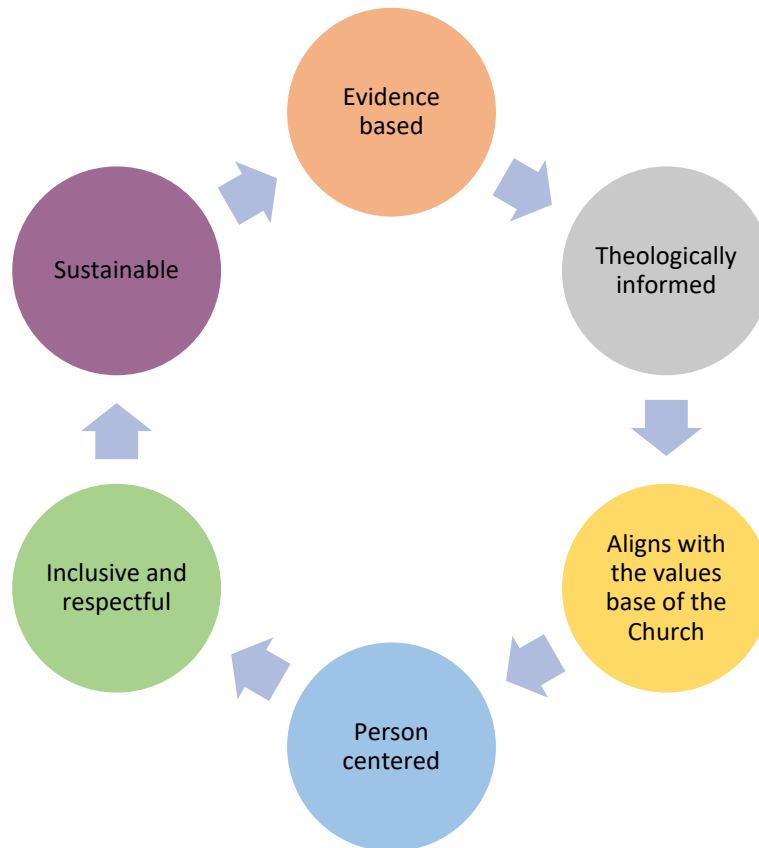 Evidence
based
Theologically
informed
Aligns with
the values
base of the
Church
Person
centered
Inclusive and
respectful
Sustainable